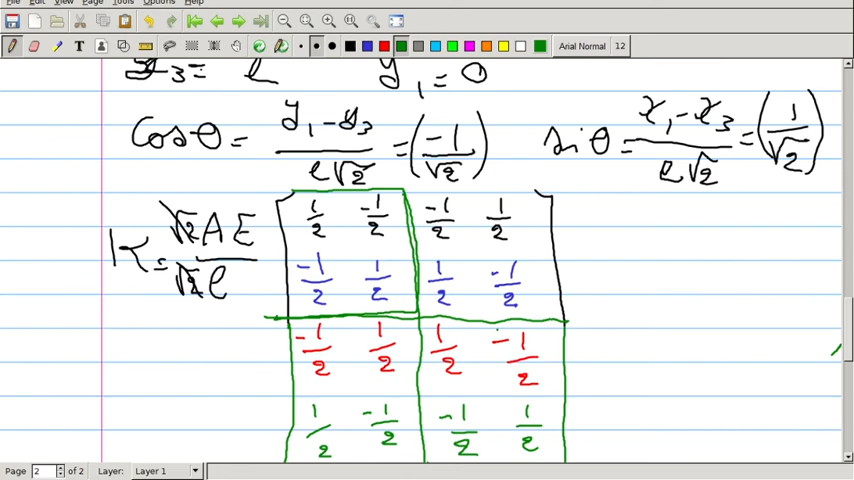 File Edit View Journal Tools Options Help
Arial Normal 12
3 = l y₁ = 0
cosθ = (y₁ - y₃)/(l√2) = (-1/√2) sinθ = (x₁ - x₃)/(l√2) = (1/√2)
K = √2AE/√2l [ 1/2 -1/2 -1/2 1/2
-1/2 1/2 1/2 -1/2
-1/2 1/2 1/2 -1/2
1/2 -1/2 -1/2 1/2
Page 2 of 2 Layer: Layer 1